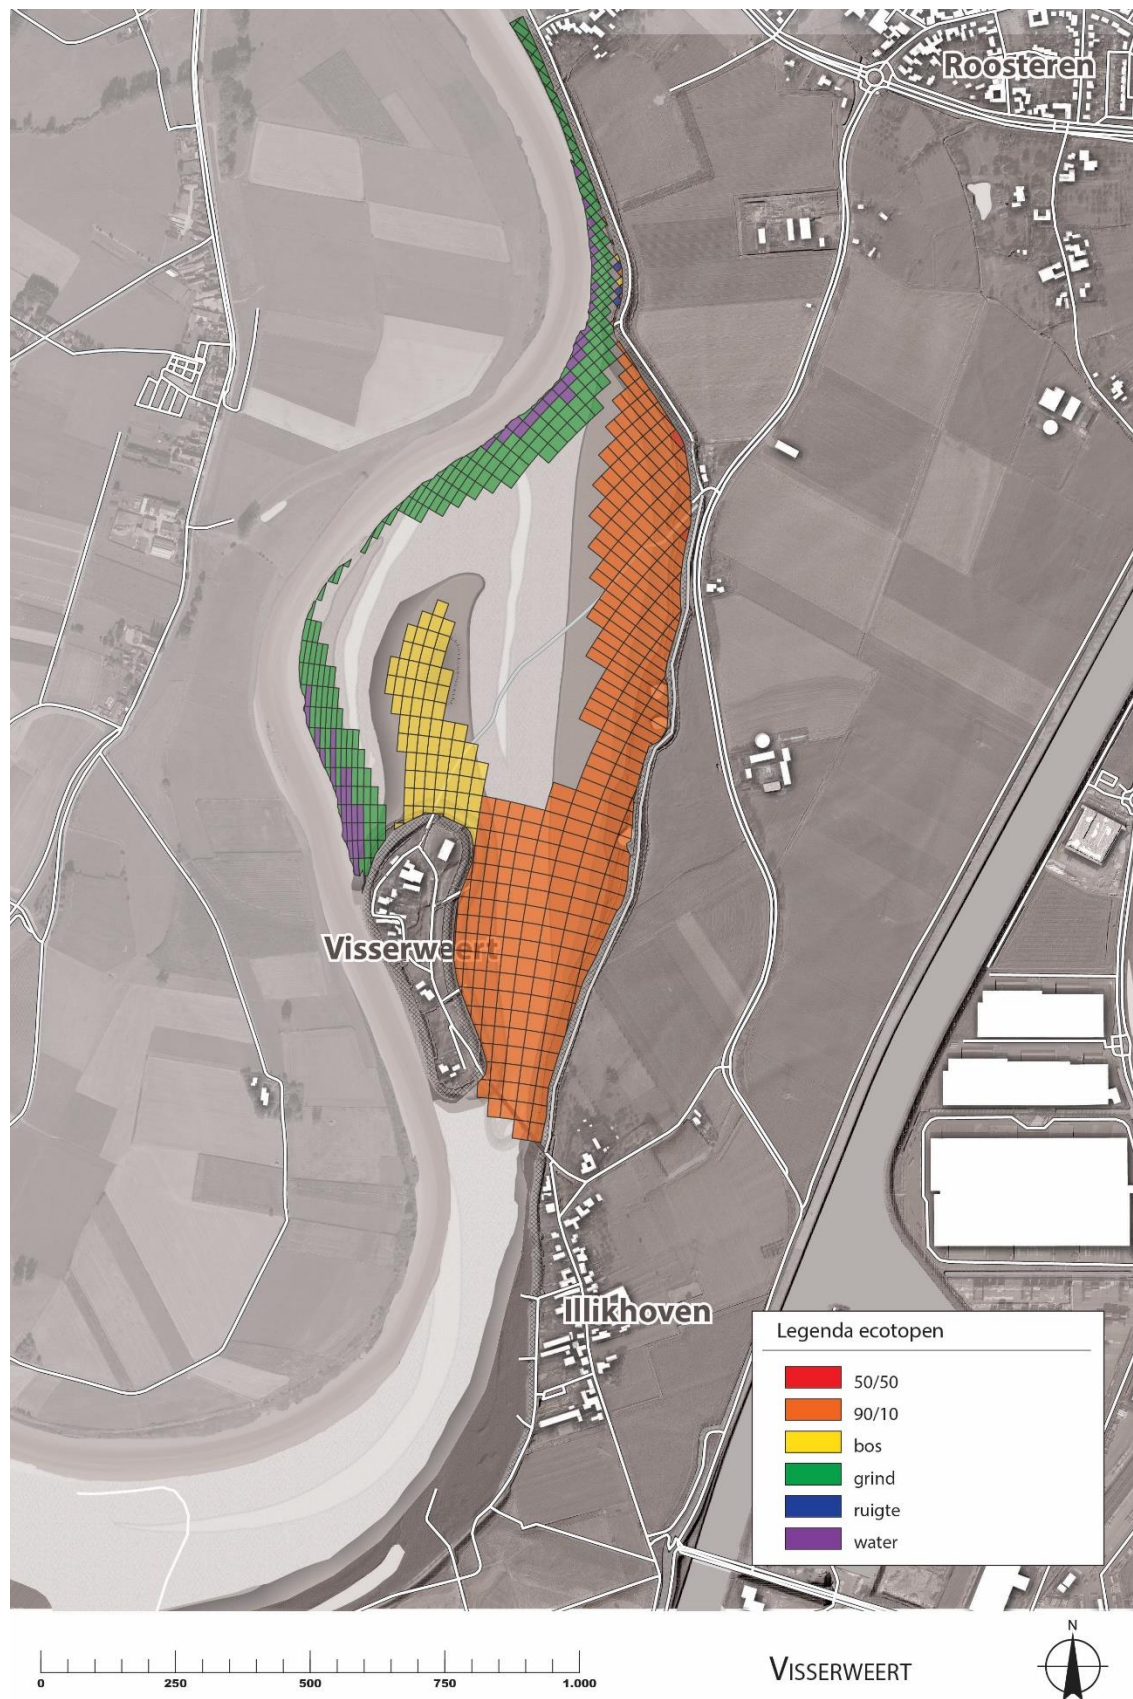 Roosteren
Visserweert
Illikhoven
Legenda ecotopen
50/50
90/10
bos
grind
ruigte
water
0 250 500 750 1.000
VISSERWEERT
N